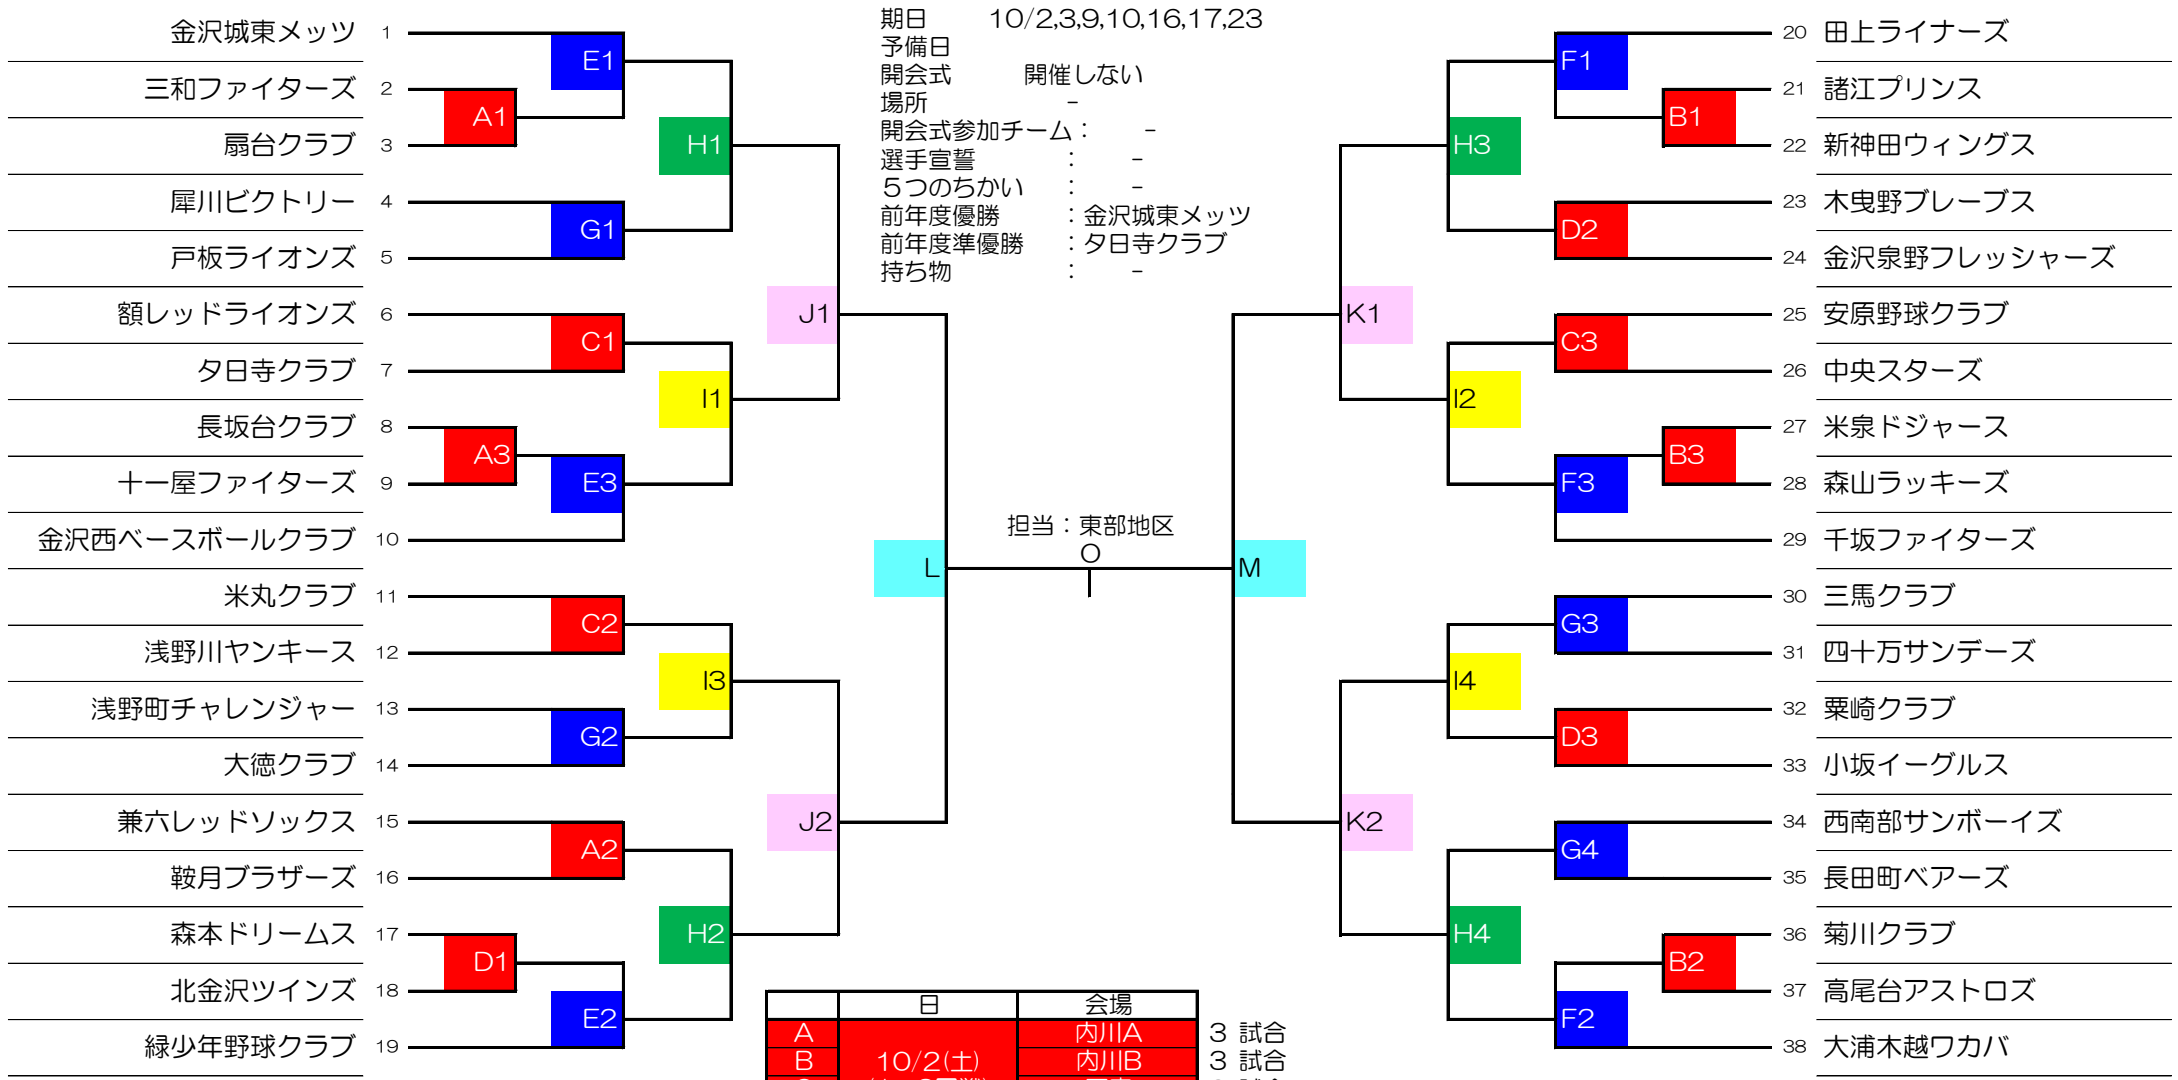 期日 10/2,3,9,10,16,17,23
予備日
開会式 開催しない
場所 -
開会式参加チーム： -
選手宣誓 ： -
５つのちかい ： -
前年度優勝 ：金沢城東メッツ
前年度準優勝 ：夕日寺クラブ
持ち物 ： -
金沢城東メッツ 1
三和ファイターズ 2
扇台クラブ 3
犀川ビクトリー 4
戸板ライオンズ 5
額レッドライオンズ 6
夕日寺クラブ 7
長坂台クラブ 8
十一屋ファイターズ 9
金沢西ベースボールクラブ 10
米丸クラブ 11
浅野川ヤンキース 12
浅野町チャレンジャー 13
大徳クラブ 14
兼六レッドソックス 15
鞍月ブラザーズ 16
森本ドリームス 17
北金沢ツインズ 18
緑少年野球クラブ 19
A1
A3
D1
E1
G1
C1
E3
C2
G2
A2
E2
H1
I1
I3
H2
J1
J2
L
担当：東部地区
O
M
K1
K2
H3
I2
I4
H4
F1
D2
C3
F3
G3
D3
G4
F2
B1
B3
B2
20 田上ライナーズ
21 諸江プリンス
22 新神田ウィングス
23 木曳野ブレーブス
24 金沢泉野フレッシャーズ
25 安原野球クラブ
26 中央スターズ
27 米泉ドジャース
28 森山ラッキーズ
29 千坂ファイターズ
30 三馬クラブ
31 四十万サンデーズ
32 粟崎クラブ
33 小坂イーグルス
34 西南部サンボーイズ
35 長田町ベアーズ
36 菊川クラブ
37 高尾台アストロズ
38 大浦木越ワカバ
日 会場
A 内川A 3 試合
B 10/2(土) 内川B 3 試合